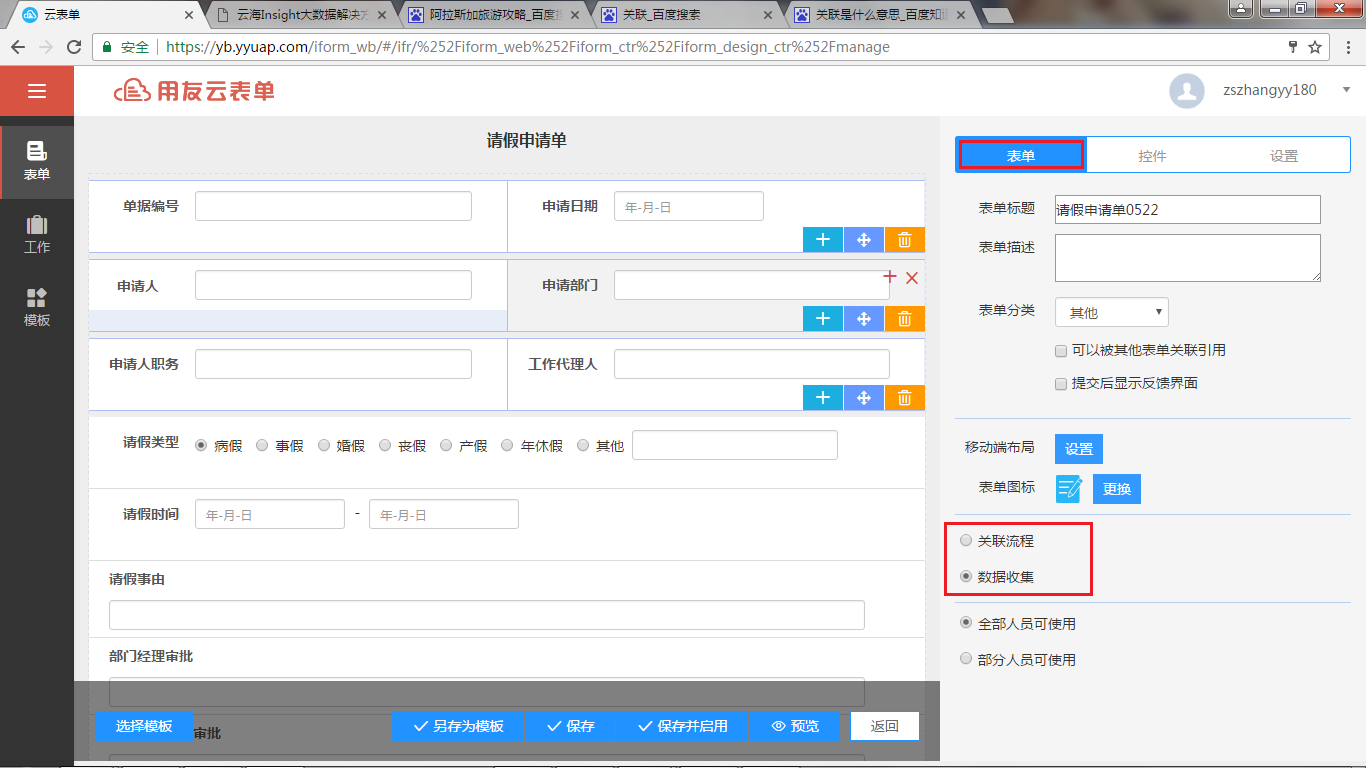 云表单
云海Insight大数据解决方
阿拉斯加旅游攻略_百度搜
关联_百度搜索
关联是什么意思_百度知道
安全 https://yb.yyuap.com/iform_wb/#/ifr/%252Fiform_web%252Fiform_ctr%252Fiform_design_ctr%252Fmanage
用友云表单
zszhangyy180
表单
工作
模板
请假申请单
单据编号
申请日期 年-月-日
申请人
申请部门
申请人职务
工作代理人
请假类型 病假 事假 婚假 丧假 产假 年休假 其他
请假时间 年-月-日 - 年-月-日
请假事由
部门经理审批
审批
选择模板 另存为模板 保存 保存并启用 预览 返回
表单 控件 设置
表单标题 请假申请单0522
表单描述
表单分类 其他
可以被其他表单关联引用
提交后显示反馈界面
移动端布局 设置
表单图标 更换
关联流程
数据收集
全部人员可使用
部分人员可使用